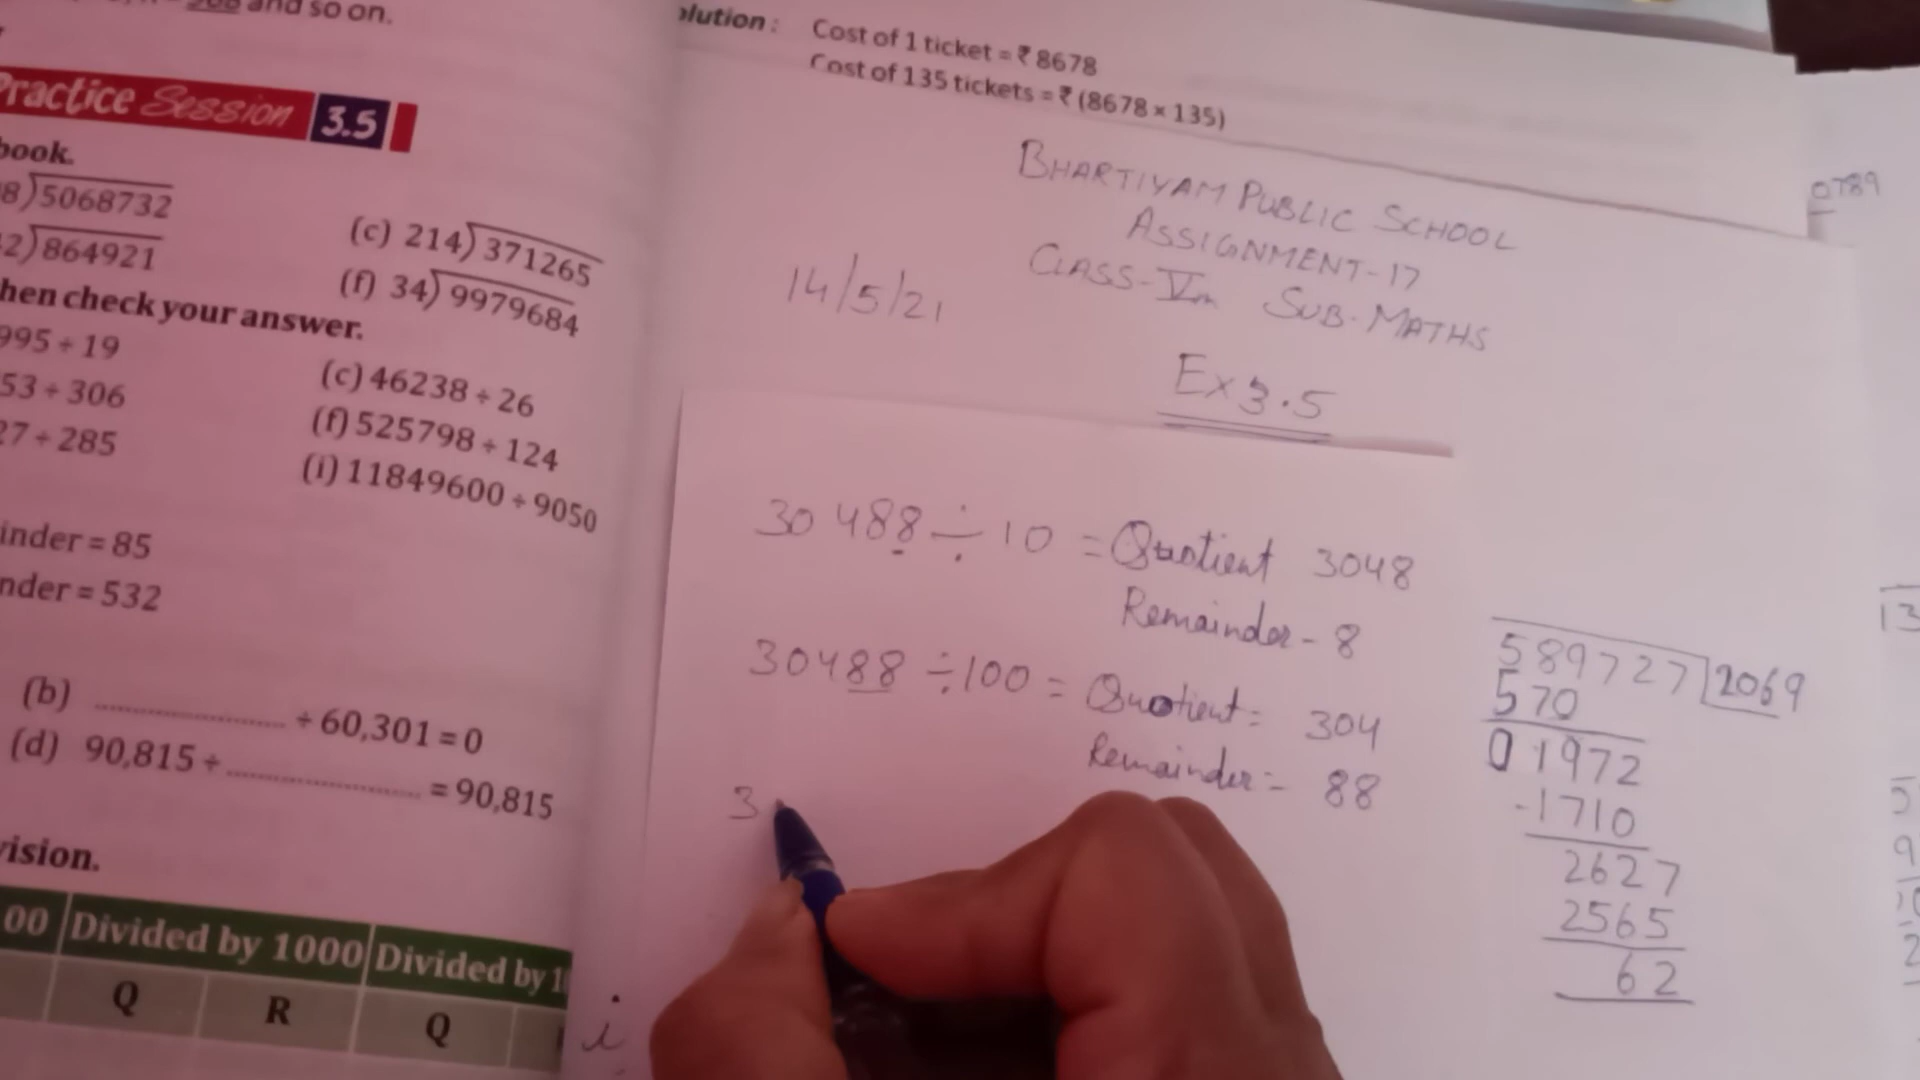 and so on.
Practice Session 3.5
book.
8)5068732
(c) 214)371265
2)864921
(f) 34)9979684
hen check your answer.
995 ÷ 19
(c) 46238 ÷ 26
53 ÷ 306
(f) 525798 ÷ 124
27 ÷ 285
(i) 11849600 ÷ 9050
inder = 85
nder = 532
(b) .................... ÷ 60,301 = 0
(d) 90,815 ÷ .................... = 90,815
vision.
00 Divided by 1000 Divided by 1
Q R Q
olution : Cost of 1 ticket = ₹ 8678
Cost of 135 tickets = ₹ (8678 × 135)
BHARTIYAM PUBLIC SCHOOL
ASSIGNMENT-17
14/5/21
CLASS-Vth SUB-MATHS
Ex 3.5
30488 ÷ 10 = Quotient 3048
Remainder - 8
30488 ÷ 100 = Quotient = 304
Remainder = 88
3
589727 2069
570
01972
-1710
2627
2565
62
0789
13